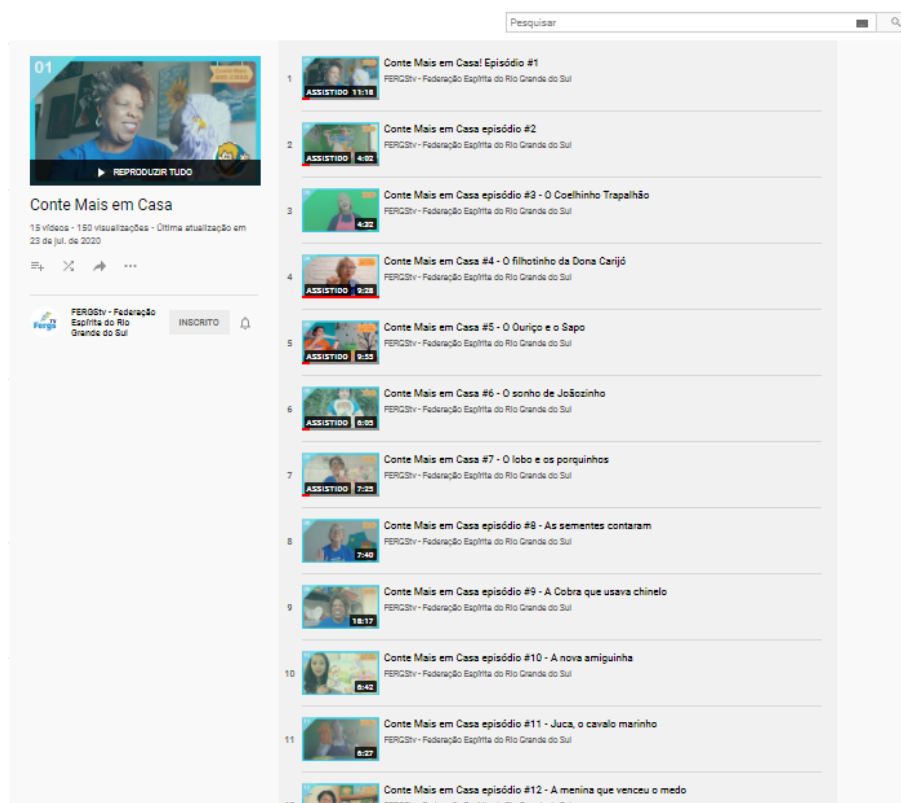 Pesquisar
01
Conte Mais
EM CASA
REPRODUZIR TUDO
Conte Mais em Casa
15 vídeos - 150 visualizações - Última atualização em
23 de jul. de 2020
TV
Fergs
FERGStv - Federação
Espírita do Rio
Grande do Sul
INSCRITO
1
ASSISTIDO 11:18
Conte Mais em Casa! Episódio #1
FERGStv - Federação Espírita do Rio Grande do Sul
2
ASSISTIDO 4:02
Conte Mais em Casa episódio #2
FERGStv - Federação Espírita do Rio Grande do Sul
3
4:32
Conte Mais em Casa episódio #3 - O Coelhinho Trapalhão
FERGStv - Federação Espírita do Rio Grande do Sul
4
ASSISTIDO 9:28
Conte Mais em Casa #4 - O filhotinho da Dona Carijó
FERGStv - Federação Espírita do Rio Grande do Sul
5
ASSISTIDO 9:55
Conte Mais em Casa #5 - O Ouriço e o Sapo
FERGStv - Federação Espírita do Rio Grande do Sul
6
ASSISTIDO 6:05
Conte Mais em Casa #6 - O sonho de Joãozinho
FERGStv - Federação Espírita do Rio Grande do Sul
7
ASSISTIDO 7:25
Conte Mais em Casa #7 - O lobo e os porquinhos
FERGStv - Federação Espírita do Rio Grande do Sul
8
7:40
Conte Mais em Casa episódio #8 - As sementes contaram
FERGStv - Federação Espírita do Rio Grande do Sul
9
18:17
Conte Mais em Casa episódio #9 - A Cobra que usava chinelo
FERGStv - Federação Espírita do Rio Grande do Sul
10
6:42
Conte Mais em Casa episódio #10 - A nova amiguinha
FERGStv - Federação Espírita do Rio Grande do Sul
11
6:27
Conte Mais em Casa episódio #11 - Juca, o cavalo marinho
FERGStv - Federação Espírita do Rio Grande do Sul
Conte Mais em Casa episódio #12 - A menina que venceu o medo